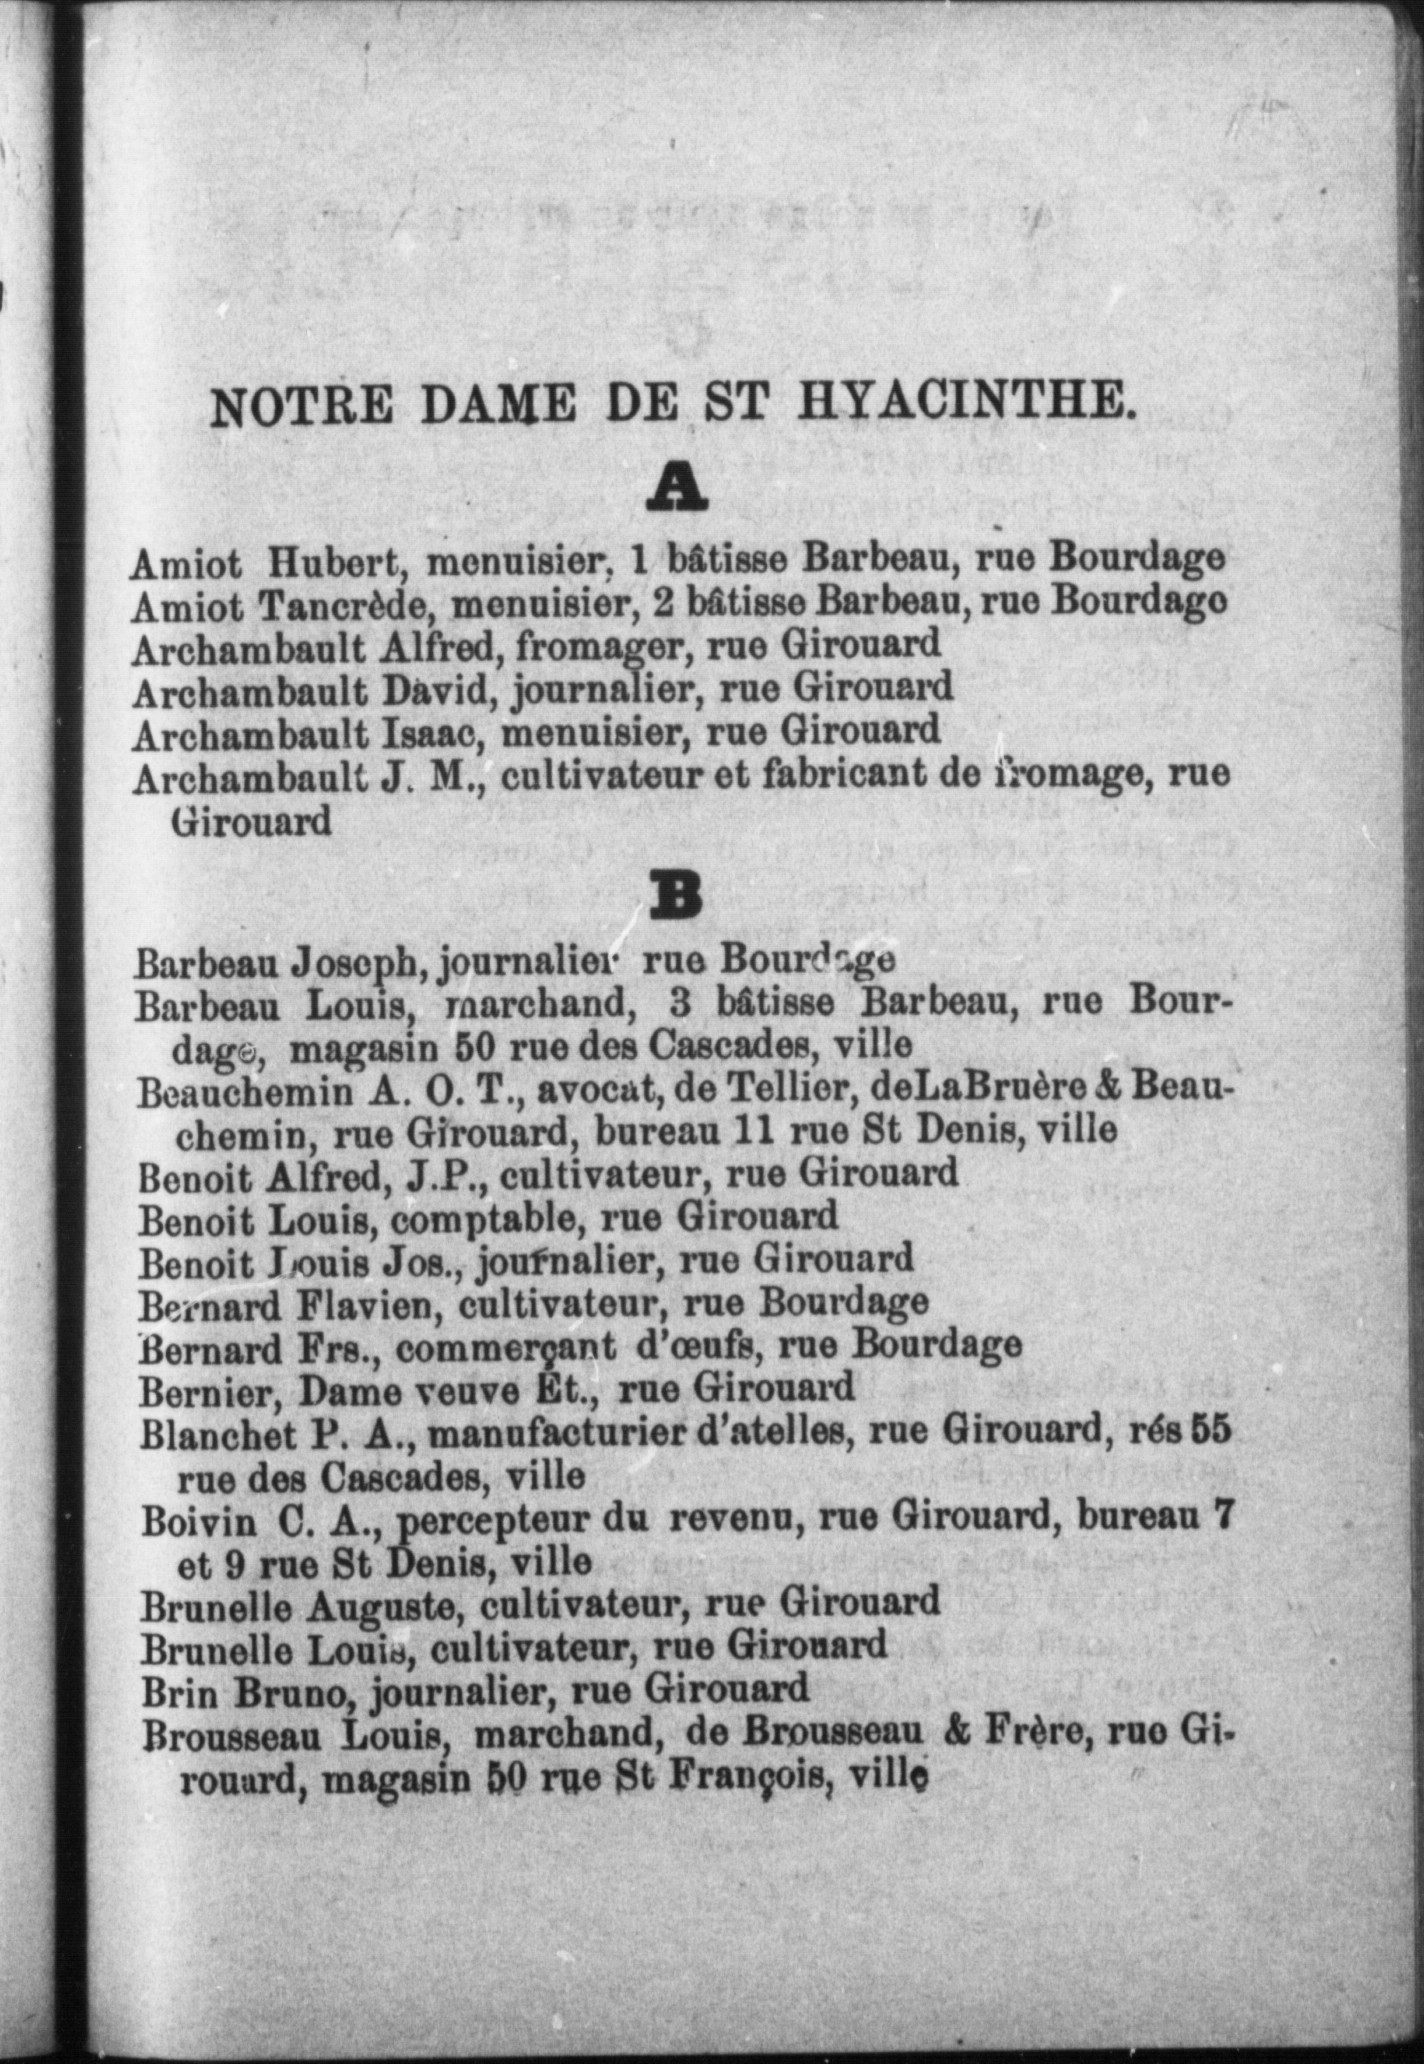 NOTRE DAME DE ST HYACINTHE.
A
Amiot Hubert, menuisier, 1 bâtisse Barbeau, rue Bourdage
Amiot Tancrède, menuisier, 2 bâtisse Barbeau, rue Bourdage
Archambault Alfred, fromager, rue Girouard
Archambault David, journalier, rue Girouard
Archambault Isaac, menuisier, rue Girouard
Archambault J. M., cultivateur et fabricant de fromage, rue
Girouard
B
Barbeau Joseph, journalier rue Bourdage
Barbeau Louis, marchand, 3 bâtisse Barbeau, rue Bour-
dage, magasin 50 rue des Cascades, ville
Beauchemin A. O. T., avocat, de Tellier, deLaBruère & Beau-
chemin, rue Girouard, bureau 11 rue St Denis, ville
Benoit Alfred, J.P., cultivateur, rue Girouard
Benoit Louis, comptable, rue Girouard
Benoit Louis Jos., journalier, rue Girouard
Bernard Flavien, cultivateur, rue Bourdage
Bernard Frs., commerçant d'œufs, rue Bourdage
Bernier, Dame veuve Ét., rue Girouard
Blanchet P. A., manufacturier d'atelles, rue Girouard, rés 55
rue des Cascades, ville
Boivin C. A., percepteur du revenu, rue Girouard, bureau 7
et 9 rue St Denis, ville
Brunelle Auguste, cultivateur, rue Girouard
Brunelle Louis, cultivateur, rue Girouard
Brin Bruno, journalier, rue Girouard
Brousseau Louis, marchand, de Brousseau & Frère, rue Gi-
rouard, magasin 50 rue St François, ville